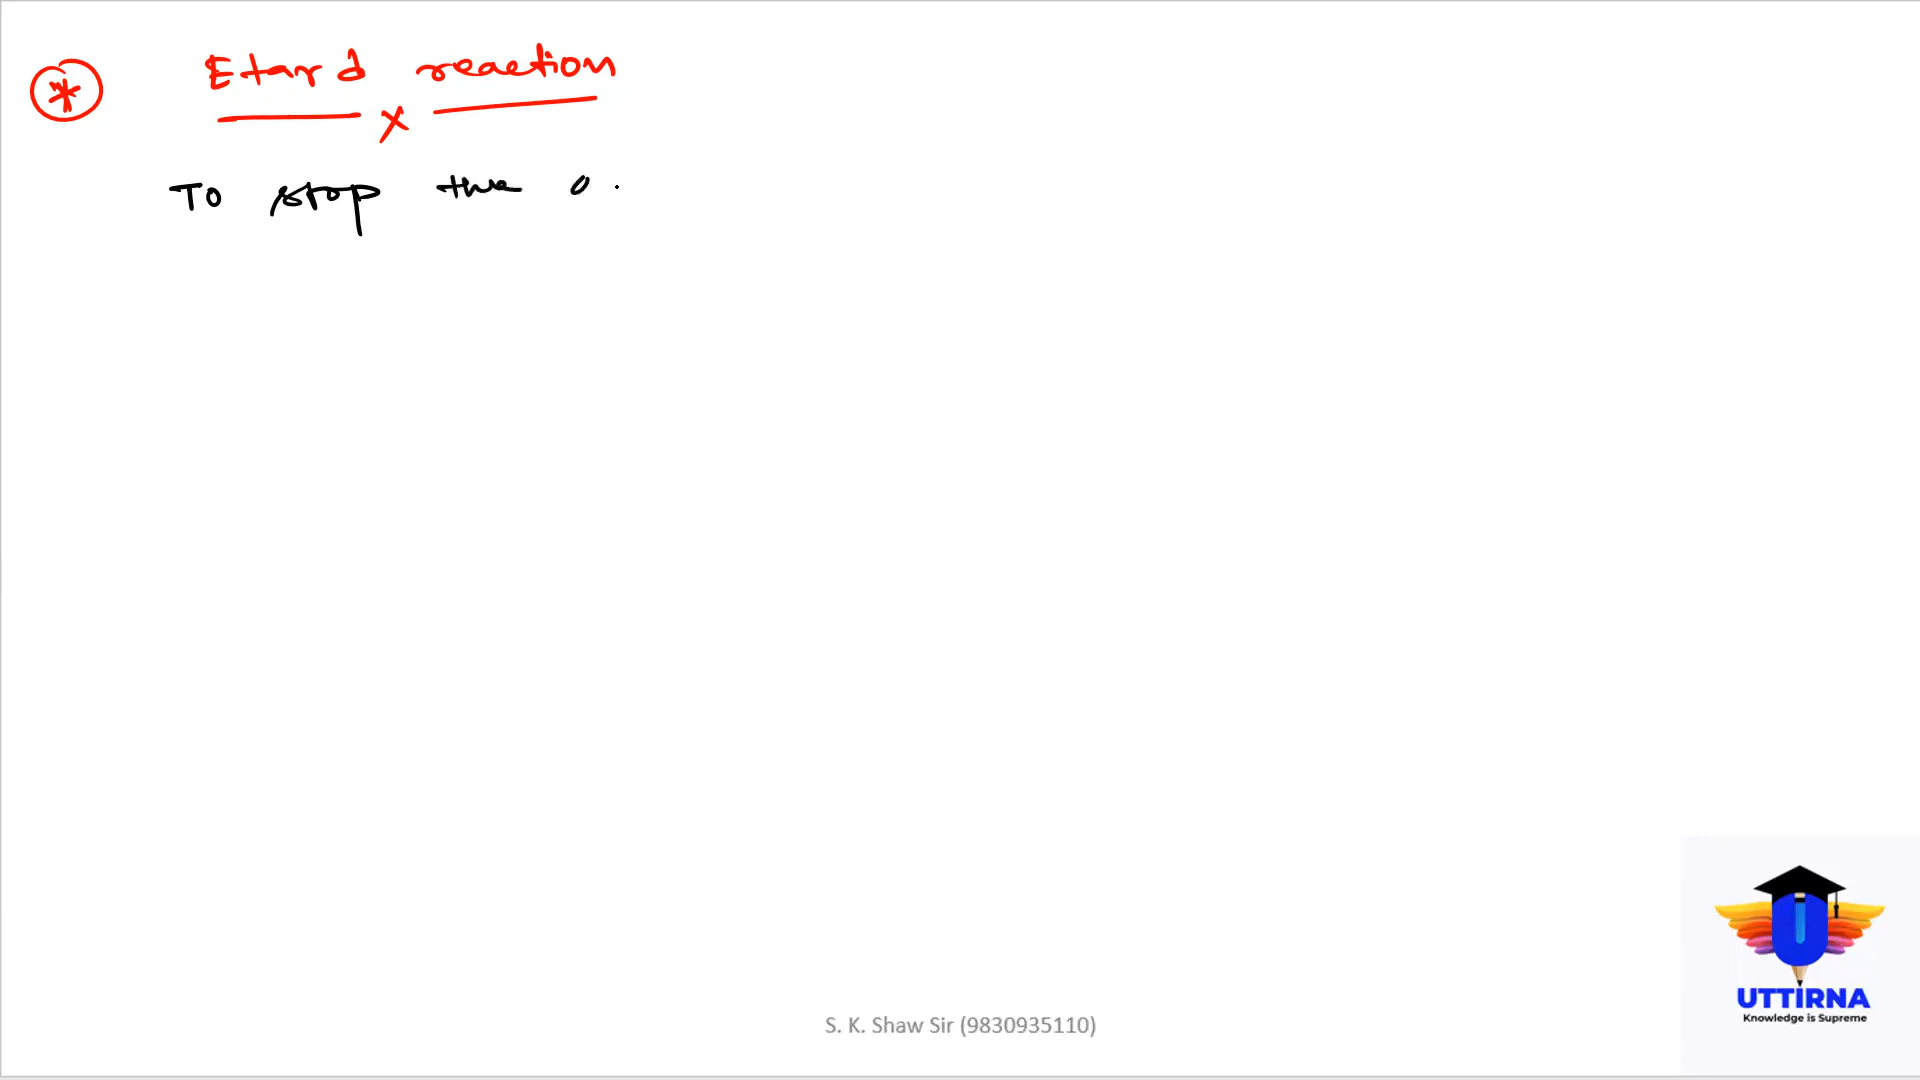 Etard reaction
To stop the o
S. K. Shaw Sir (9830935110)
UTTIRNA
Knowledge is Supreme